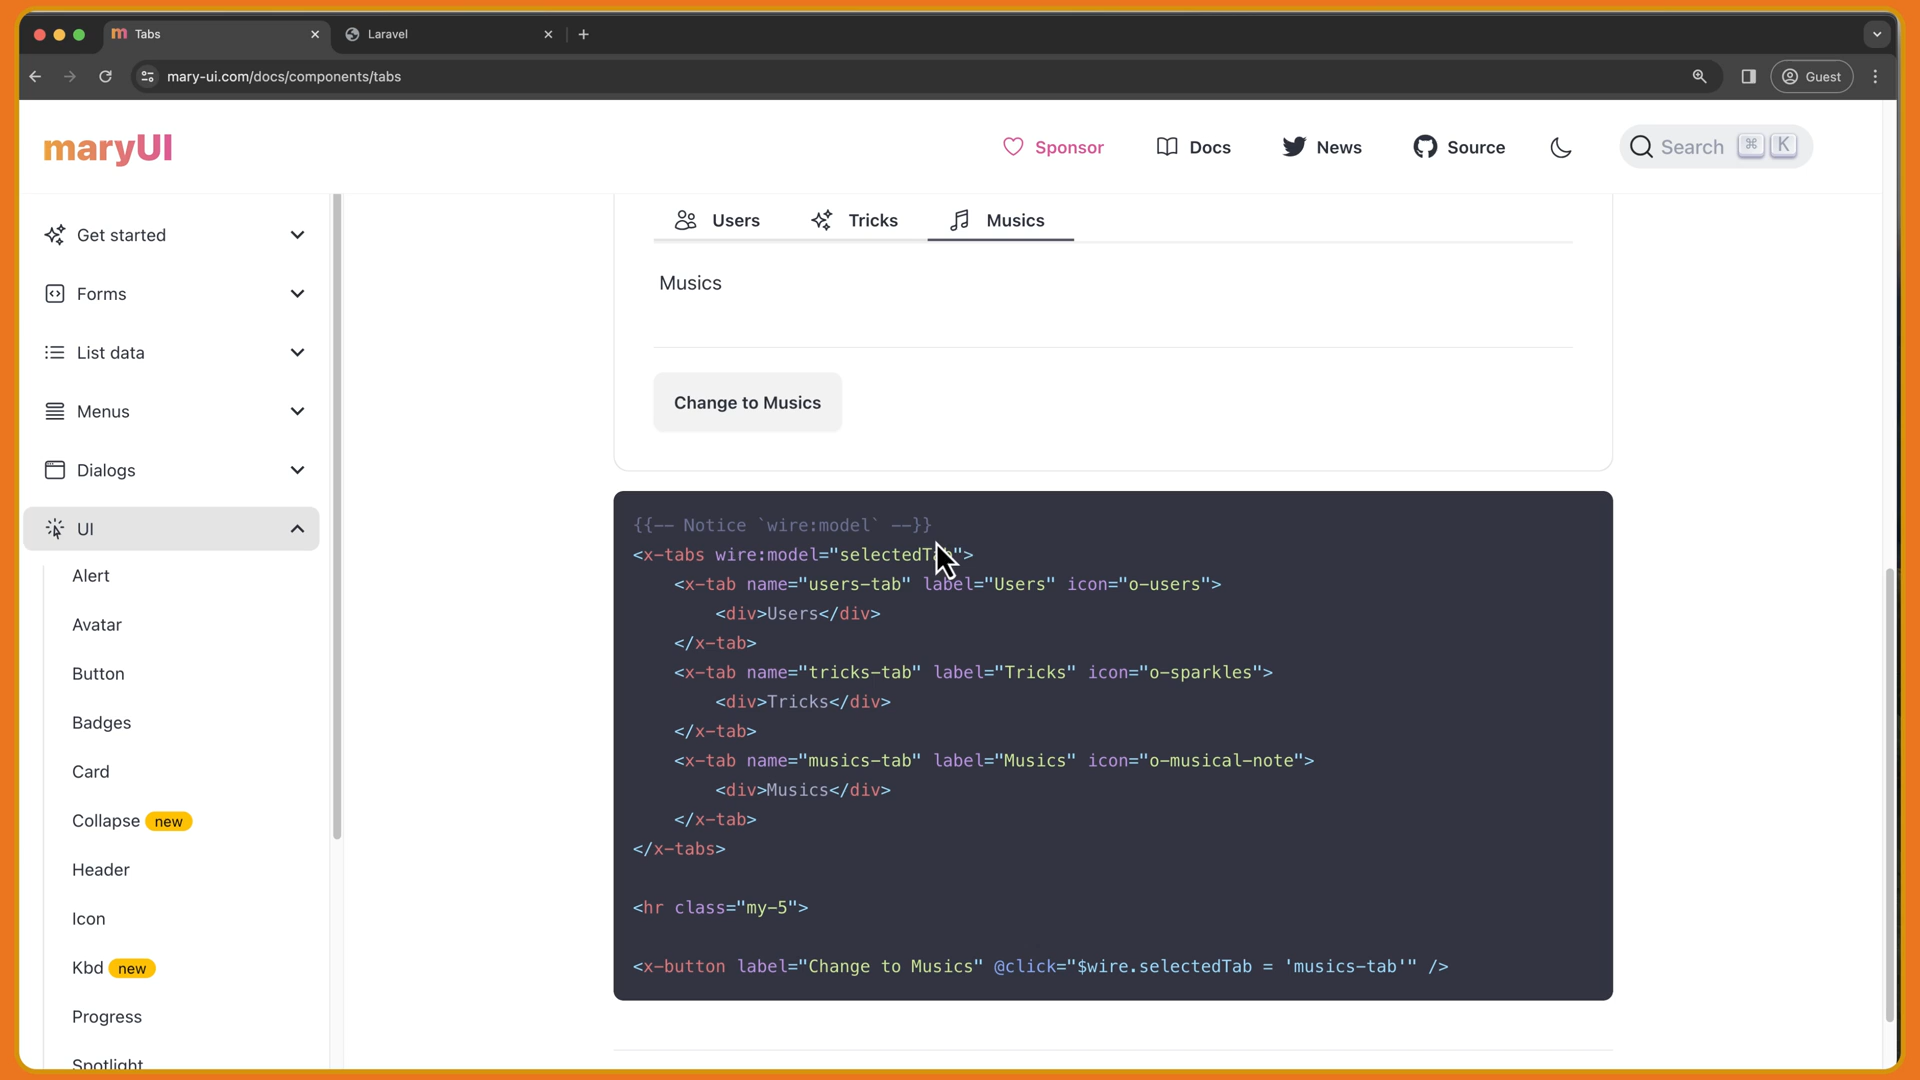 Tabs
Laravel
mary-ui.com/docs/components/tabs
Guest
maryUI
Sponsor
Docs
News
Source
Search ⌘ K
Get started
Forms
List data
Menus
Dialogs
UI
Alert
Avatar
Button
Badges
Card
Collapse new
Header
Icon
Kbd new
Progress
Spotlight
Users Tricks Musics
Musics
Change to Musics
{{-- Notice `wire:model` --}}
<x-tabs wire:model="selectedTab">
    <x-tab name="users-tab" label="Users" icon="o-users">
        <div>Users</div>
    </x-tab>
    <x-tab name="tricks-tab" label="Tricks" icon="o-sparkles">
        <div>Tricks</div>
    </x-tab>
    <x-tab name="musics-tab" label="Musics" icon="o-musical-note">
        <div>Musics</div>
    </x-tab>
</x-tabs>
<hr class="my-5">
<x-button label="Change to Musics" @click="$wire.selectedTab = 'musics-tab'" />